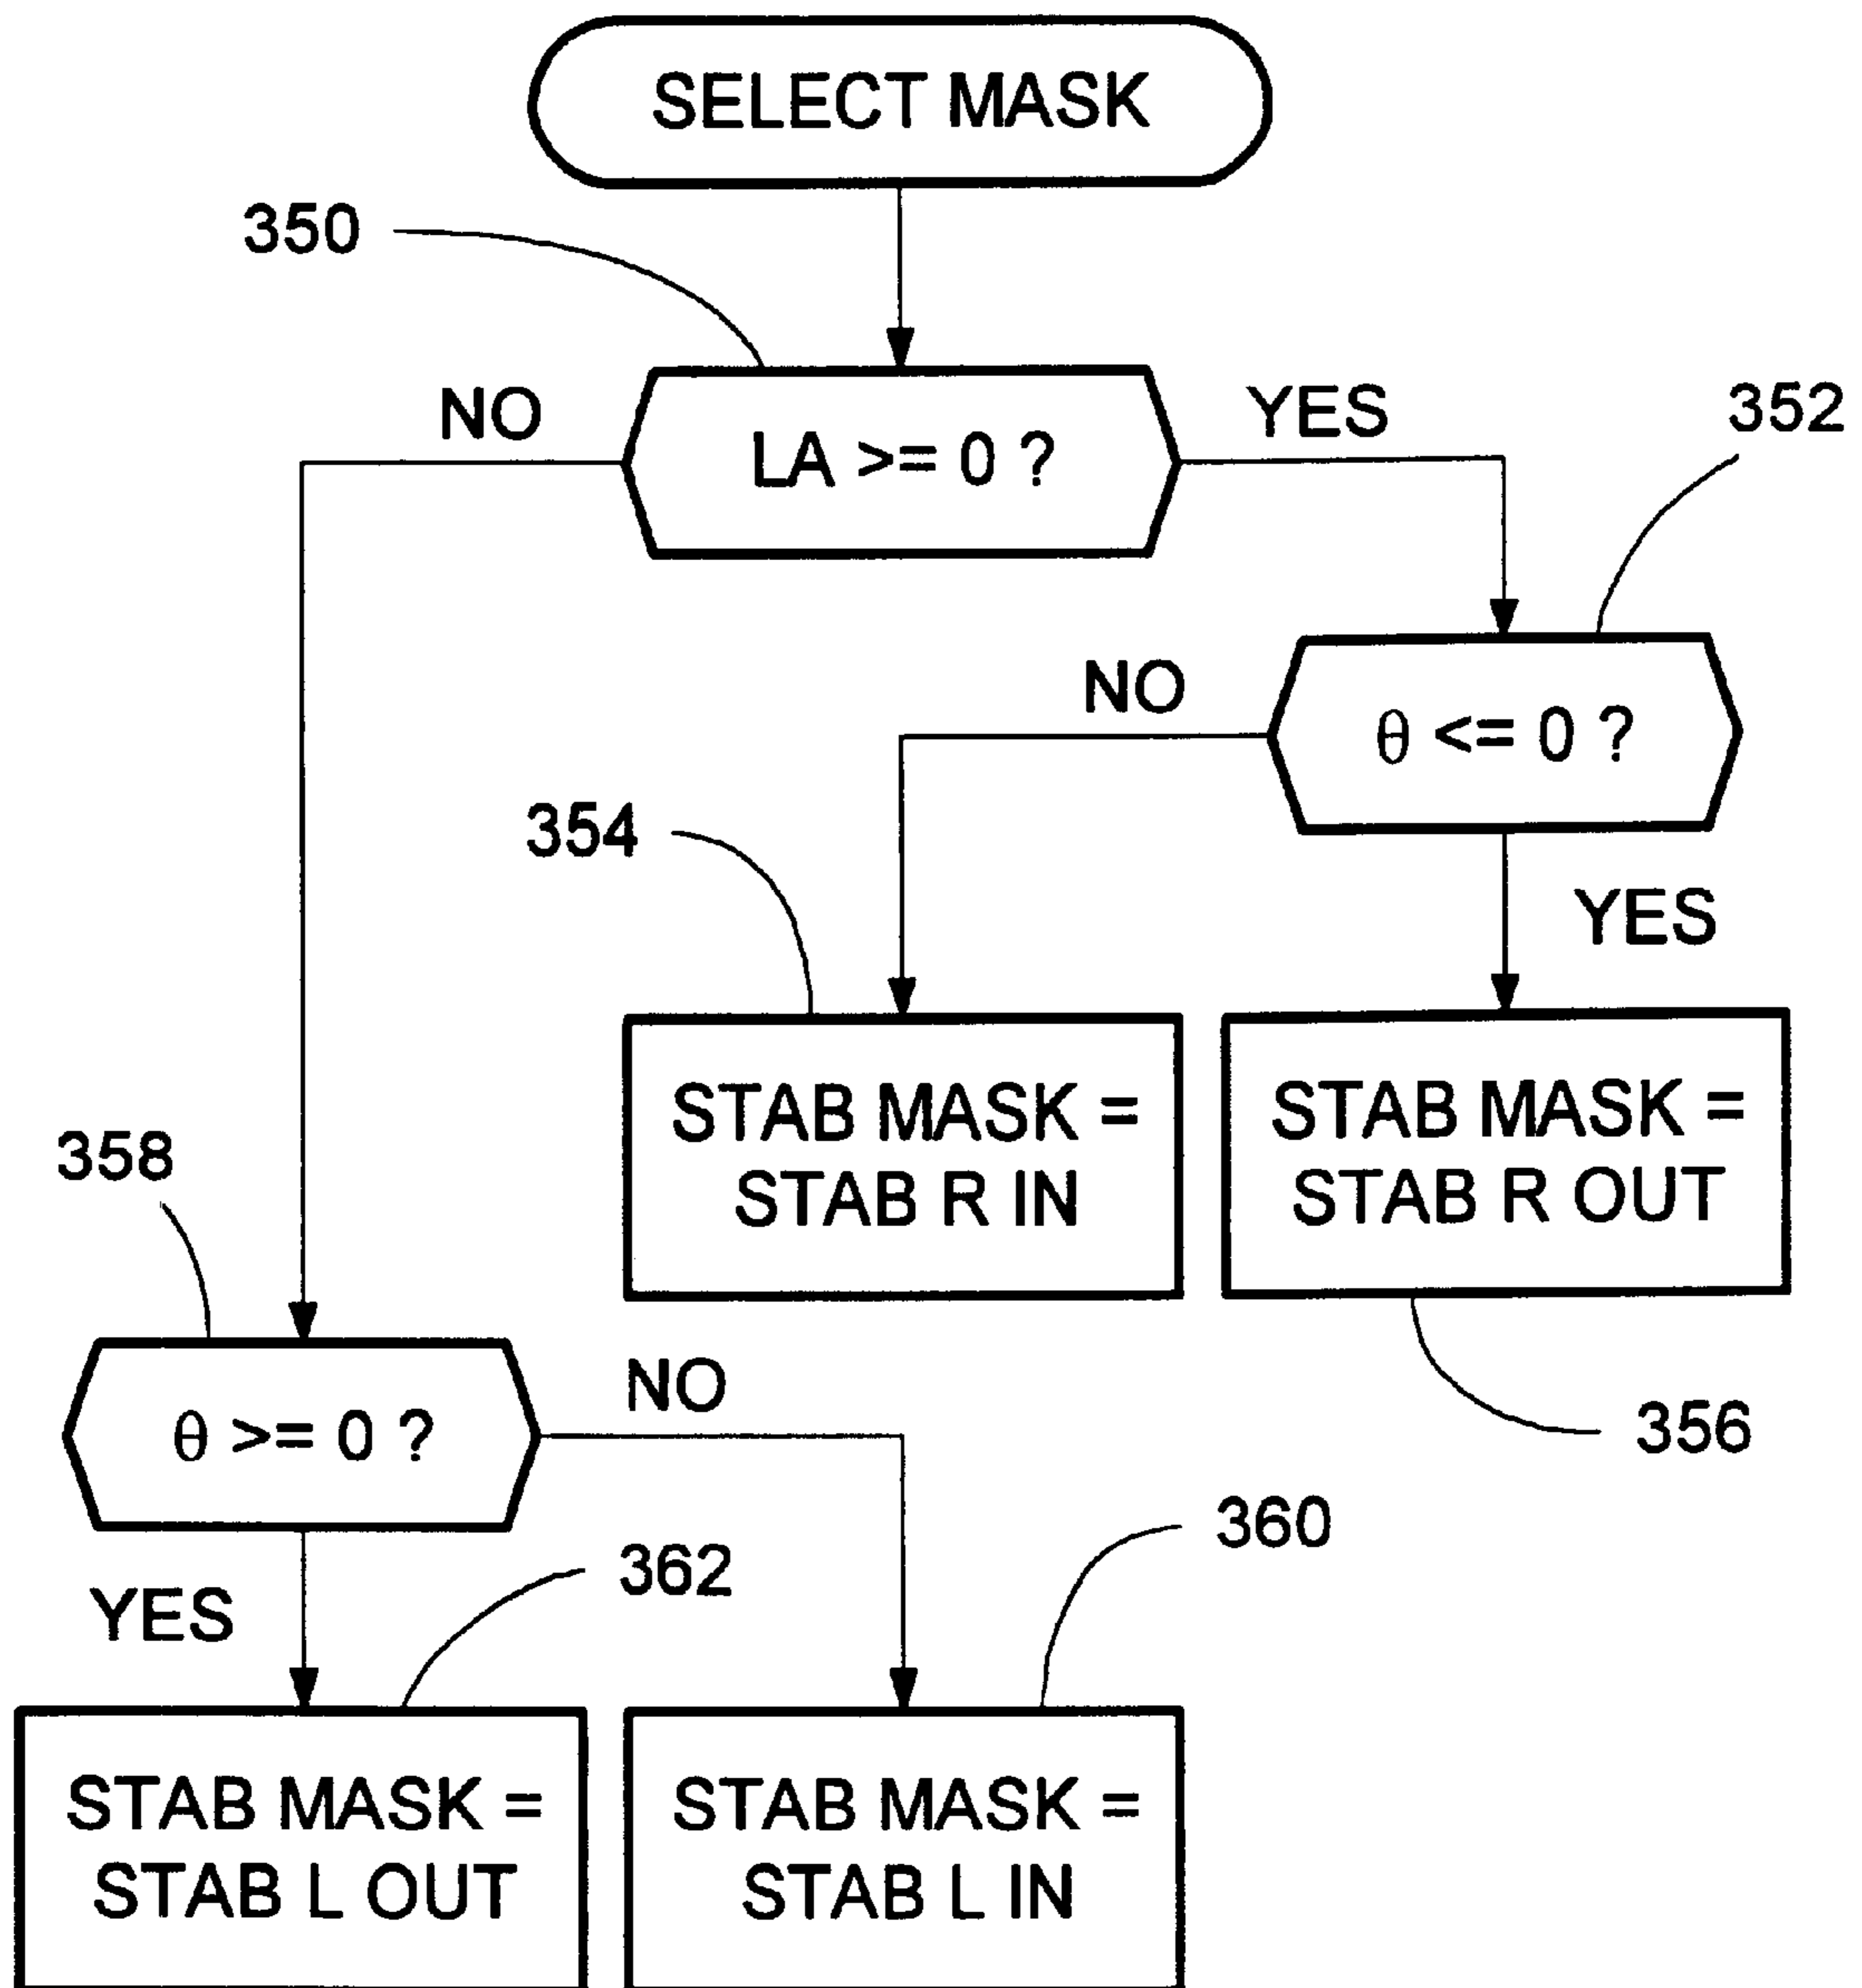 SELECT MASK
350
NO
LA >= 0 ?
YES
352
NO
θ <= 0 ?
354
YES
STAB MASK =
STAB R IN
STAB MASK =
STAB R OUT
358
θ >= 0 ?
NO
356
360
362
YES
STAB MASK =
STAB L OUT
STAB MASK =
STAB L IN